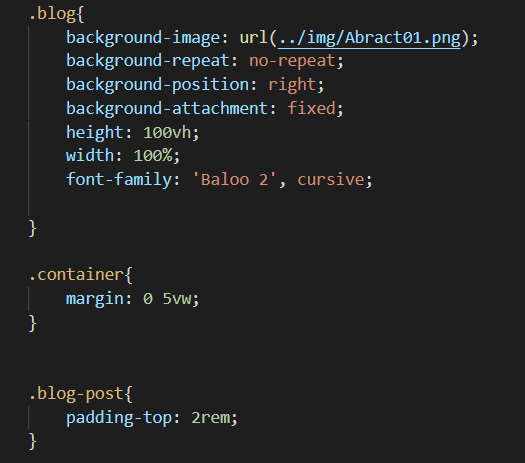 .blog{
    background-image: url(../img/Abract01.png);
    background-repeat: no-repeat;
    background-position: right;
    background-attachment: fixed;
    height: 100vh;
    width: 100%;
    font-family: 'Baloo 2', cursive;
}
.container{
    margin: 0 5vw;
}
.blog-post{
    padding-top: 2rem;
}